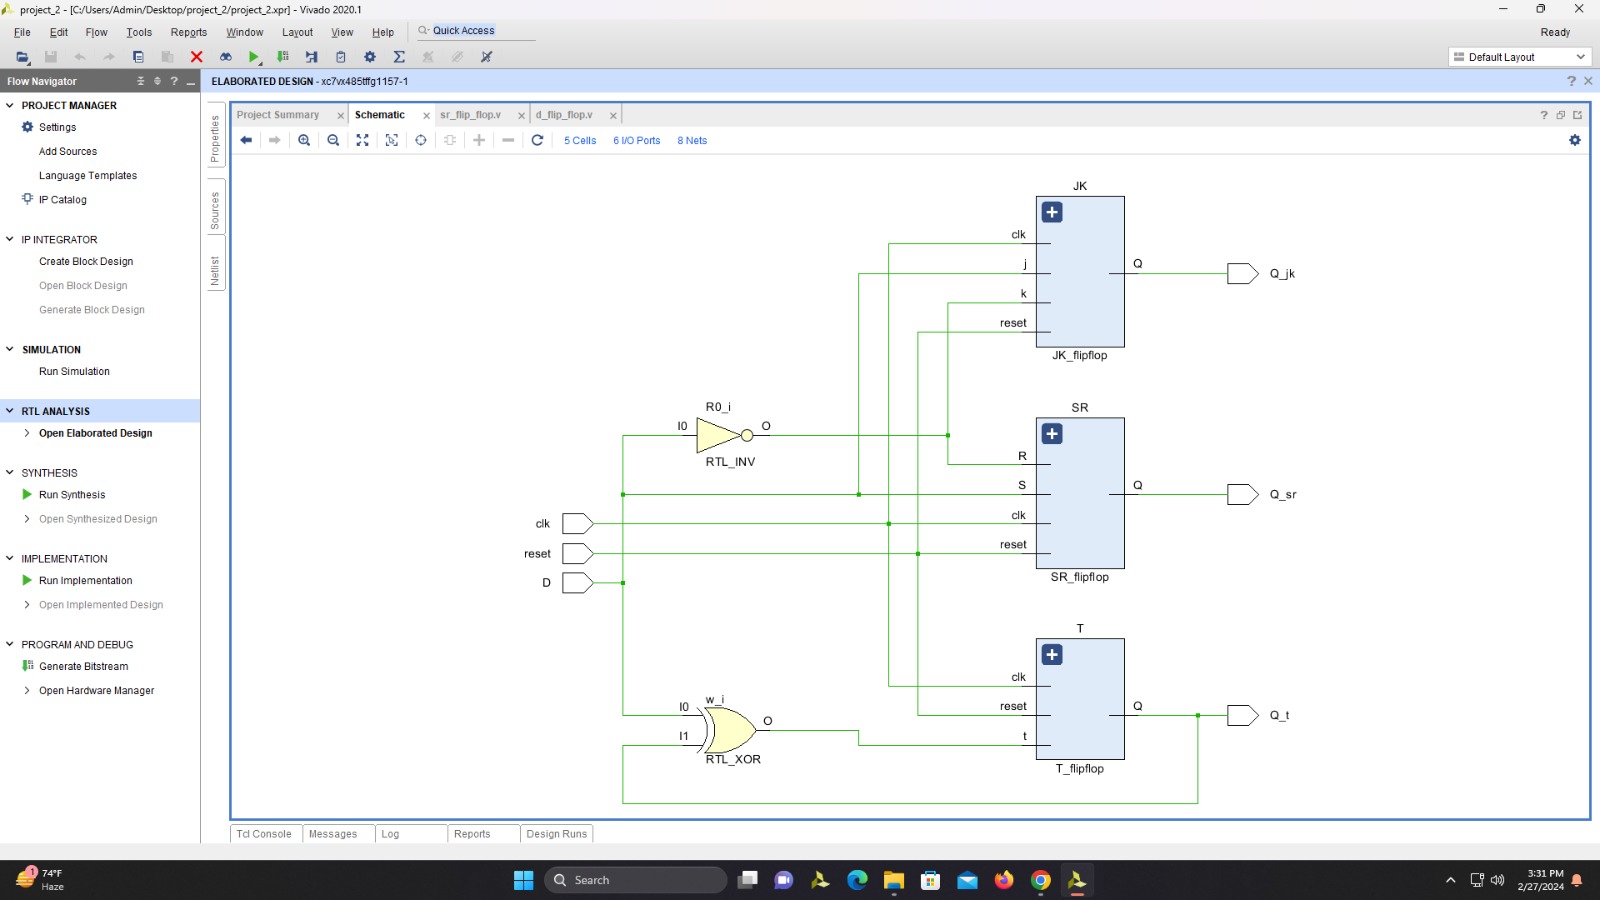 project_2 - [C:/Users/Admin/Desktop/project_2/project_2.xpr] - Vivado 2020.1
File Edit Flow Tools Reports Window Layout View Help Quick Access Ready
Default Layout
Flow Navigator
ELABORATED DESIGN - xc7vx485tffg1157-1
PROJECT MANAGER
Settings
Add Sources
Language Templates
IP Catalog
IP INTEGRATOR
Create Block Design
Open Block Design
Generate Block Design
SIMULATION
Run Simulation
RTL ANALYSIS
Open Elaborated Design
SYNTHESIS
Run Synthesis
Open Synthesized Design
IMPLEMENTATION
Run Implementation
Open Implemented Design
PROGRAM AND DEBUG
Generate Bitstream
Open Hardware Manager
Properties
Sources
Netlist
Project Summary Schematic sr_flip_flop.v d_flip_flop.v
5 Cells 6 I/O Ports 8 Nets
JK
clk
j
k
reset
Q
Q_jk
JK_flipflop
R0_i
I0
O
RTL_INV
SR
R
S
clk
reset
Q
Q_sr
SR_flipflop
clk
reset
D
T
clk
reset
t
Q
Q_t
T_flipflop
w_i
I0
I1
O
RTL_XOR
Tcl Console Messages Log Reports Design Runs
1
74°F
Haze
Search
3:31 PM
2/27/2024